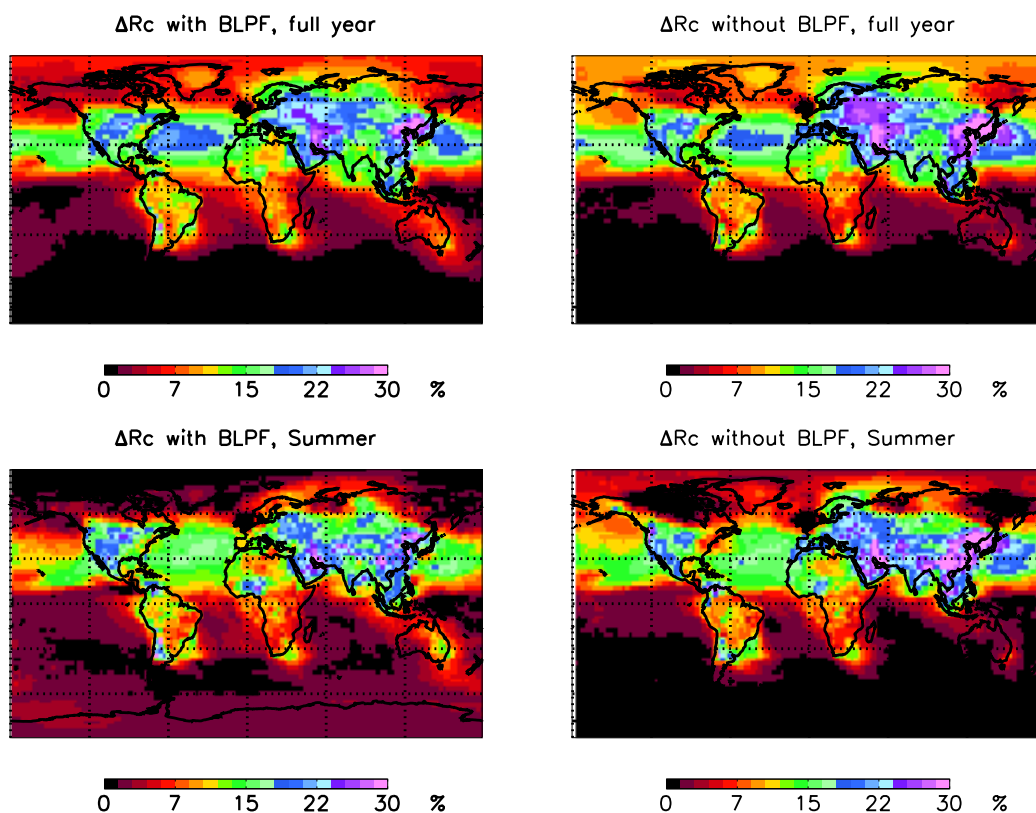 ΔRc with BLPF, full year
ΔRc without BLPF, full year
0 7 15 22 30 %
0 7 15 22 30 %
ΔRc with BLPF, Summer
ΔRc without BLPF, Summer
0 7 15 22 30 %
0 7 15 22 30 %